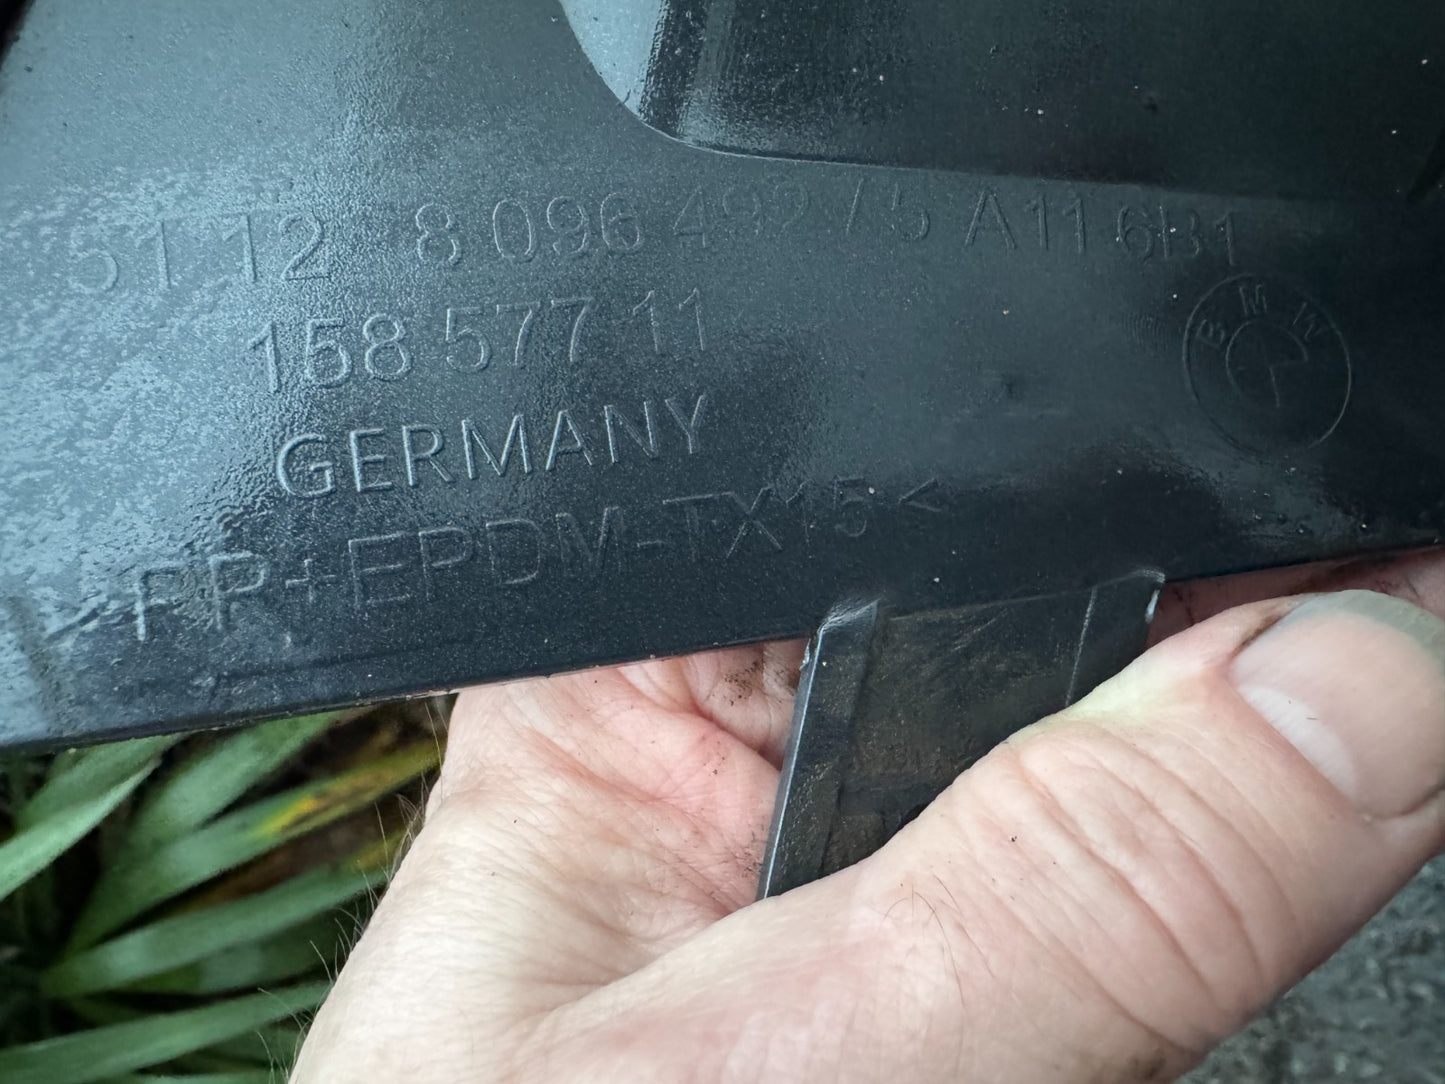 51 12 8 096 492 / 5 A11 6B1
158 577 11
BMW
GERMANY
>PP+EPDM-TX15<